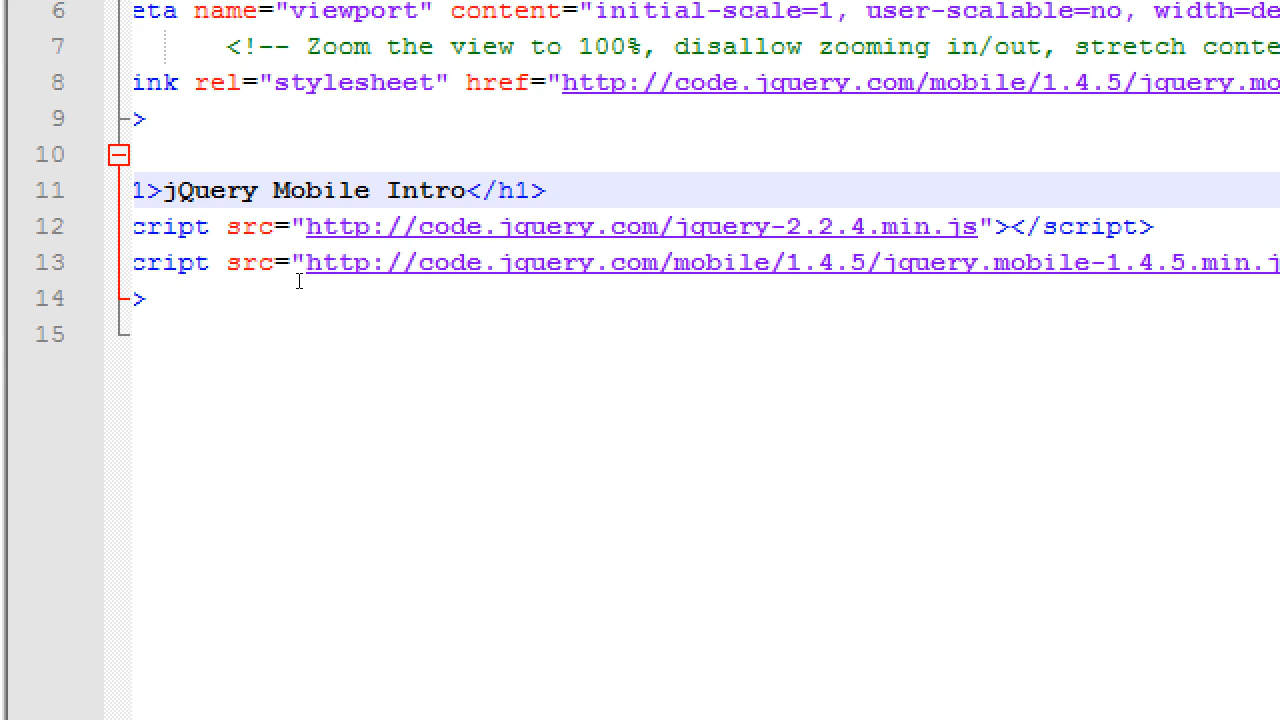 6 eta name="viewport" content="initial-scale=1, user-scalable=no, width=de
7 <!-- Zoom the view to 100%, disallow zooming in/out, stretch conte
8 ink rel="stylesheet" href="http://code.jquery.com/mobile/1.4.5/jquery.mo
9 >
10
11 1>jQuery Mobile Intro</h1>
12 cript src="http://code.jquery.com/jquery-2.2.4.min.js"></script>
13 cript src="http://code.jquery.com/mobile/1.4.5/jquery.mobile-1.4.5.min.j
14 >
15